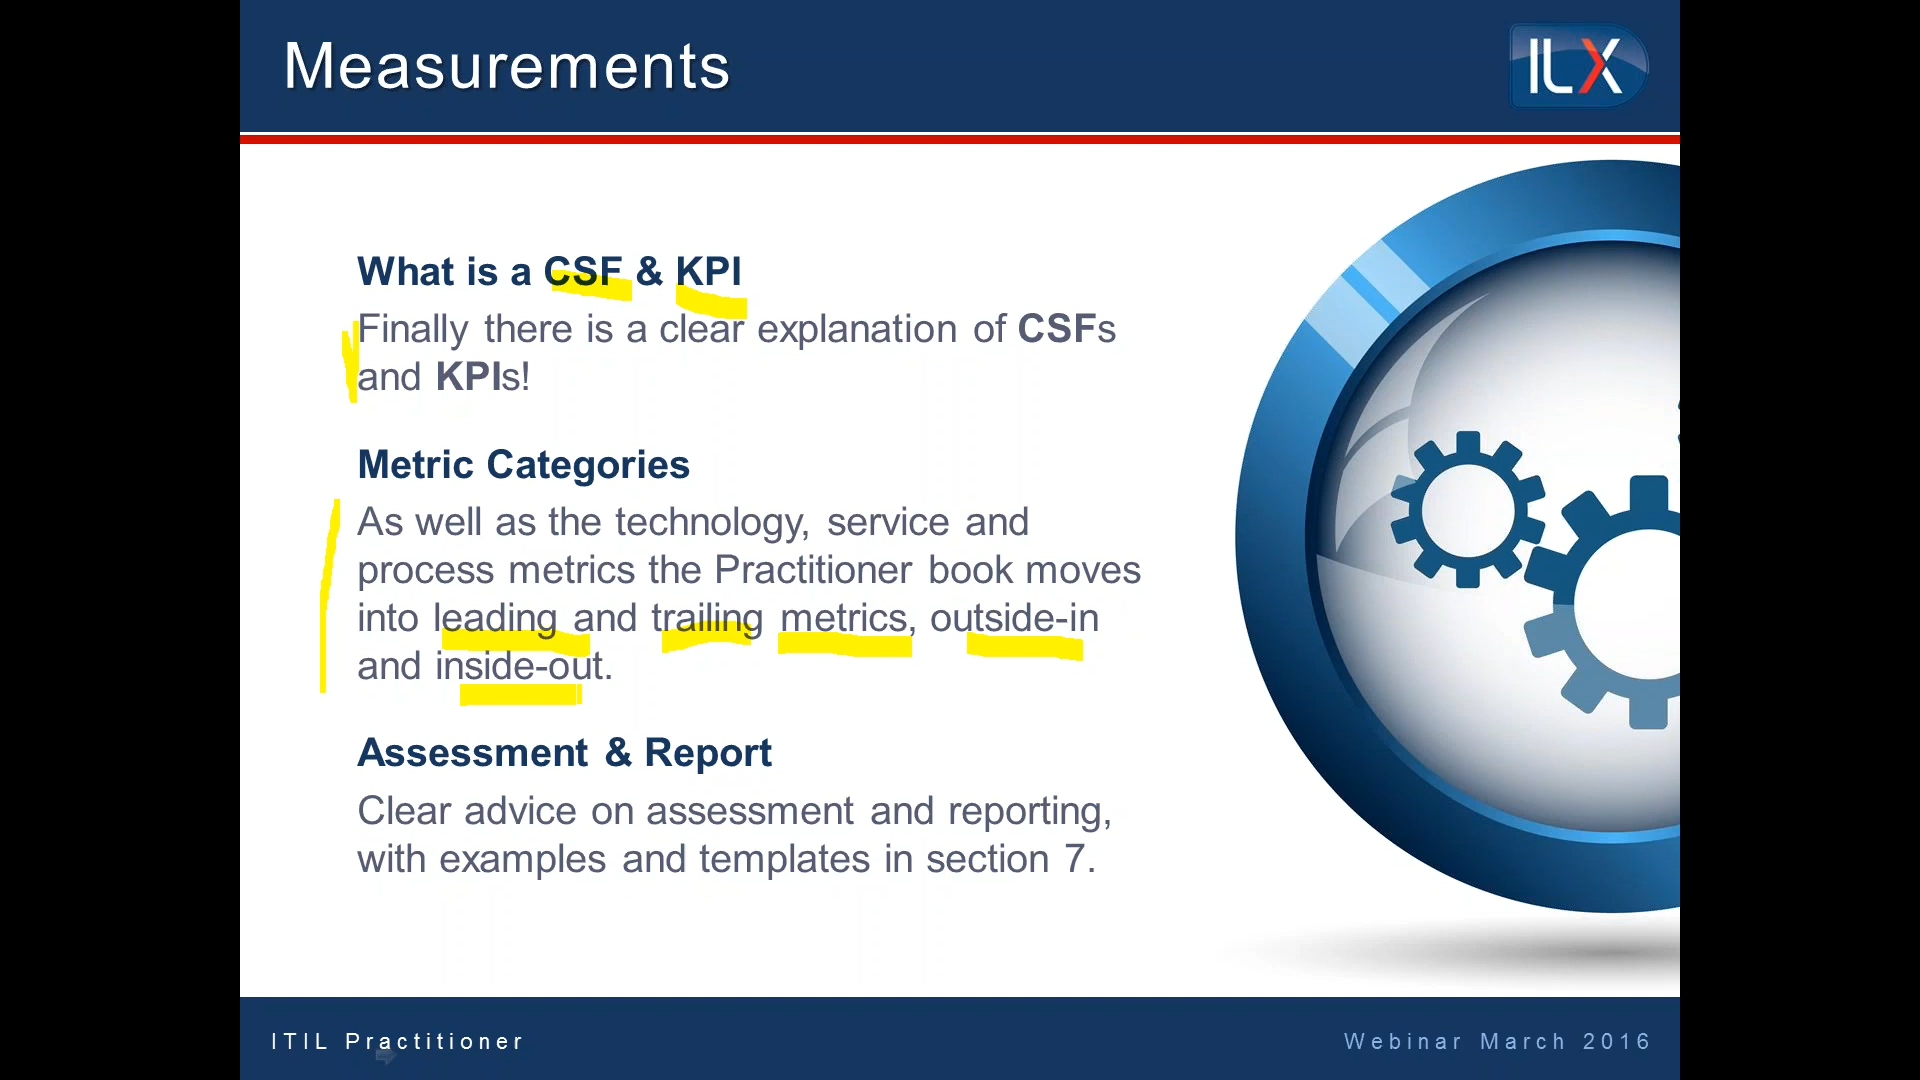 Measurements
ILX
What is a CSF & KPI
Finally there is a clear explanation of CSFs
and KPIs!
Metric Categories
As well as the technology, service and
process metrics the Practitioner book moves
into leading and trailing metrics, outside-in
and inside-out.
Assessment & Report
Clear advice on assessment and reporting,
with examples and templates in section 7.
ITIL Practitioner
Webinar March 2016